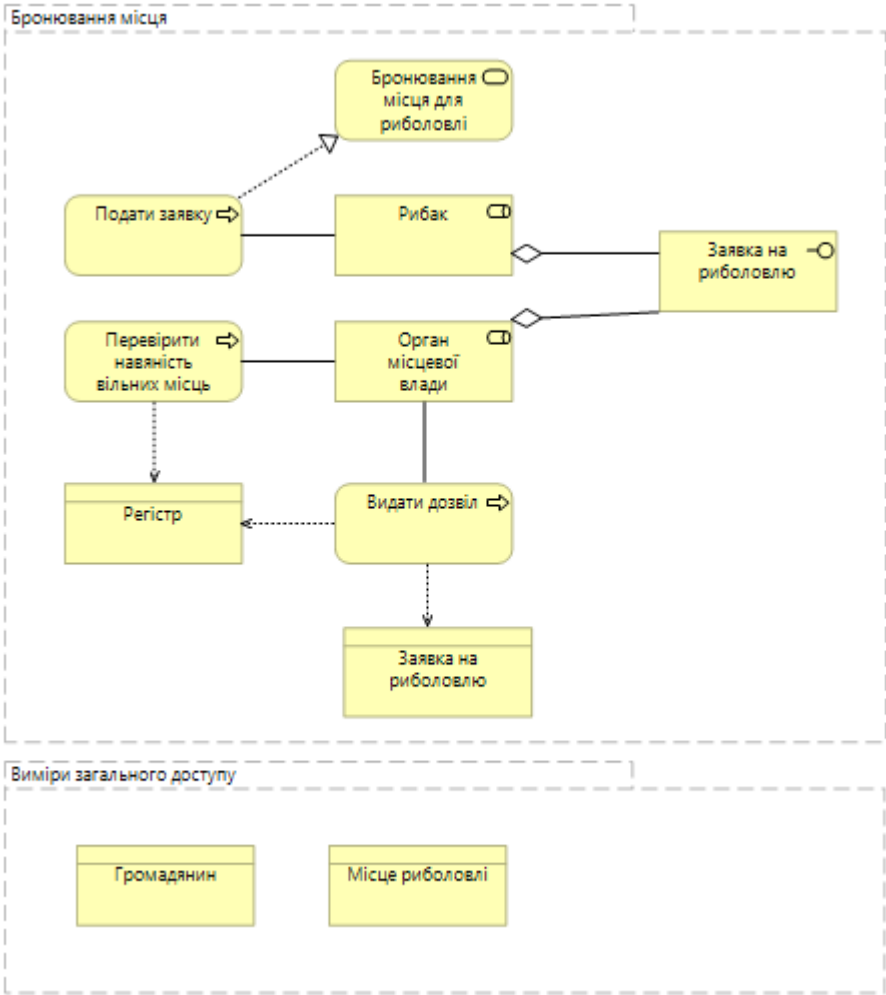 Бронювання місця
Бронювання
місця для
риболовлі
Подати заявку
Рибак
Заявка на
риболовлю
Перевірити
навяність
вільних місць
Орган
місцевої
влади
Регістр
Видати дозвіл
Заявка на
риболовлю
Виміри загального доступу
Громадянин
Місце риболовлі